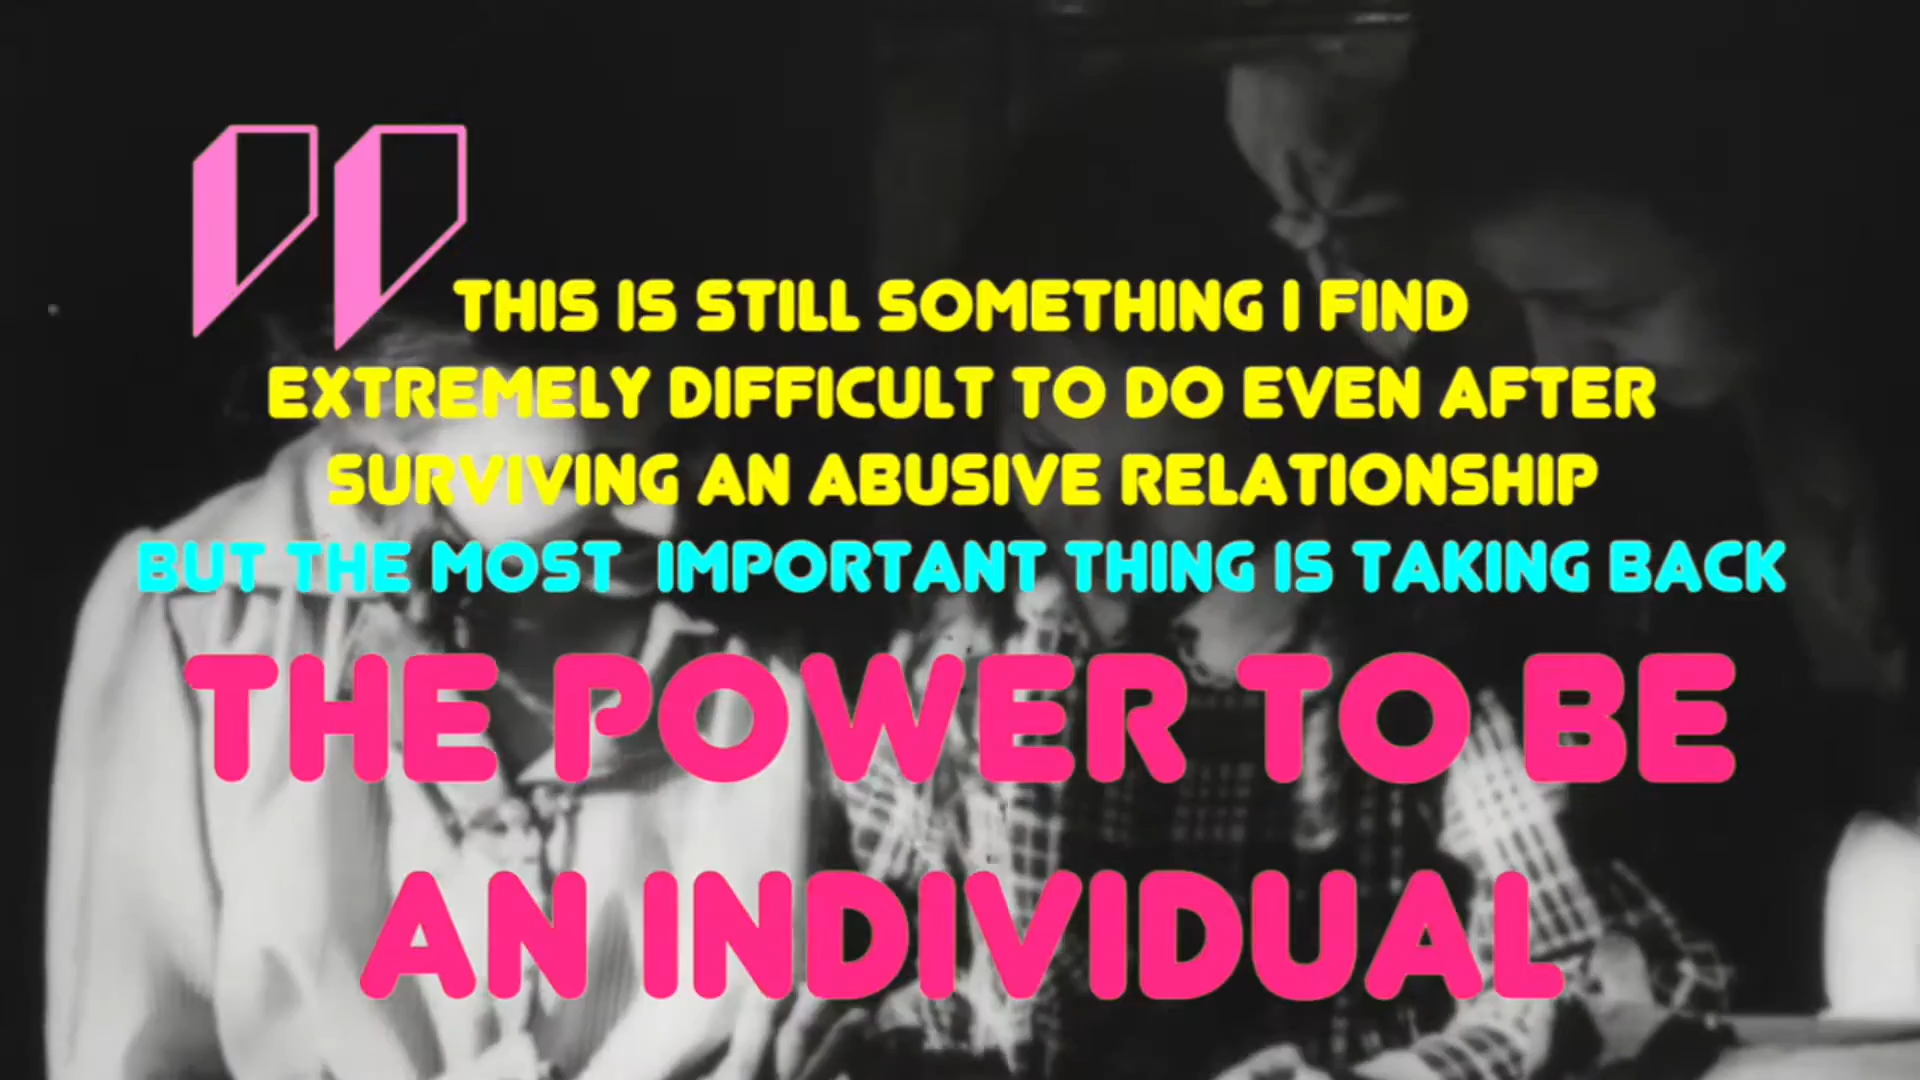 THIS IS STILL SOMETHING I FIND
EXTREMELY DIFFICULT TO DO EVEN AFTER
SURVIVING AN ABUSIVE RELATIONSHIP
BUT THE MOST IMPORTANT THING IS TAKING BACK
THE POWER TO BE
AN INDIVIDUAL